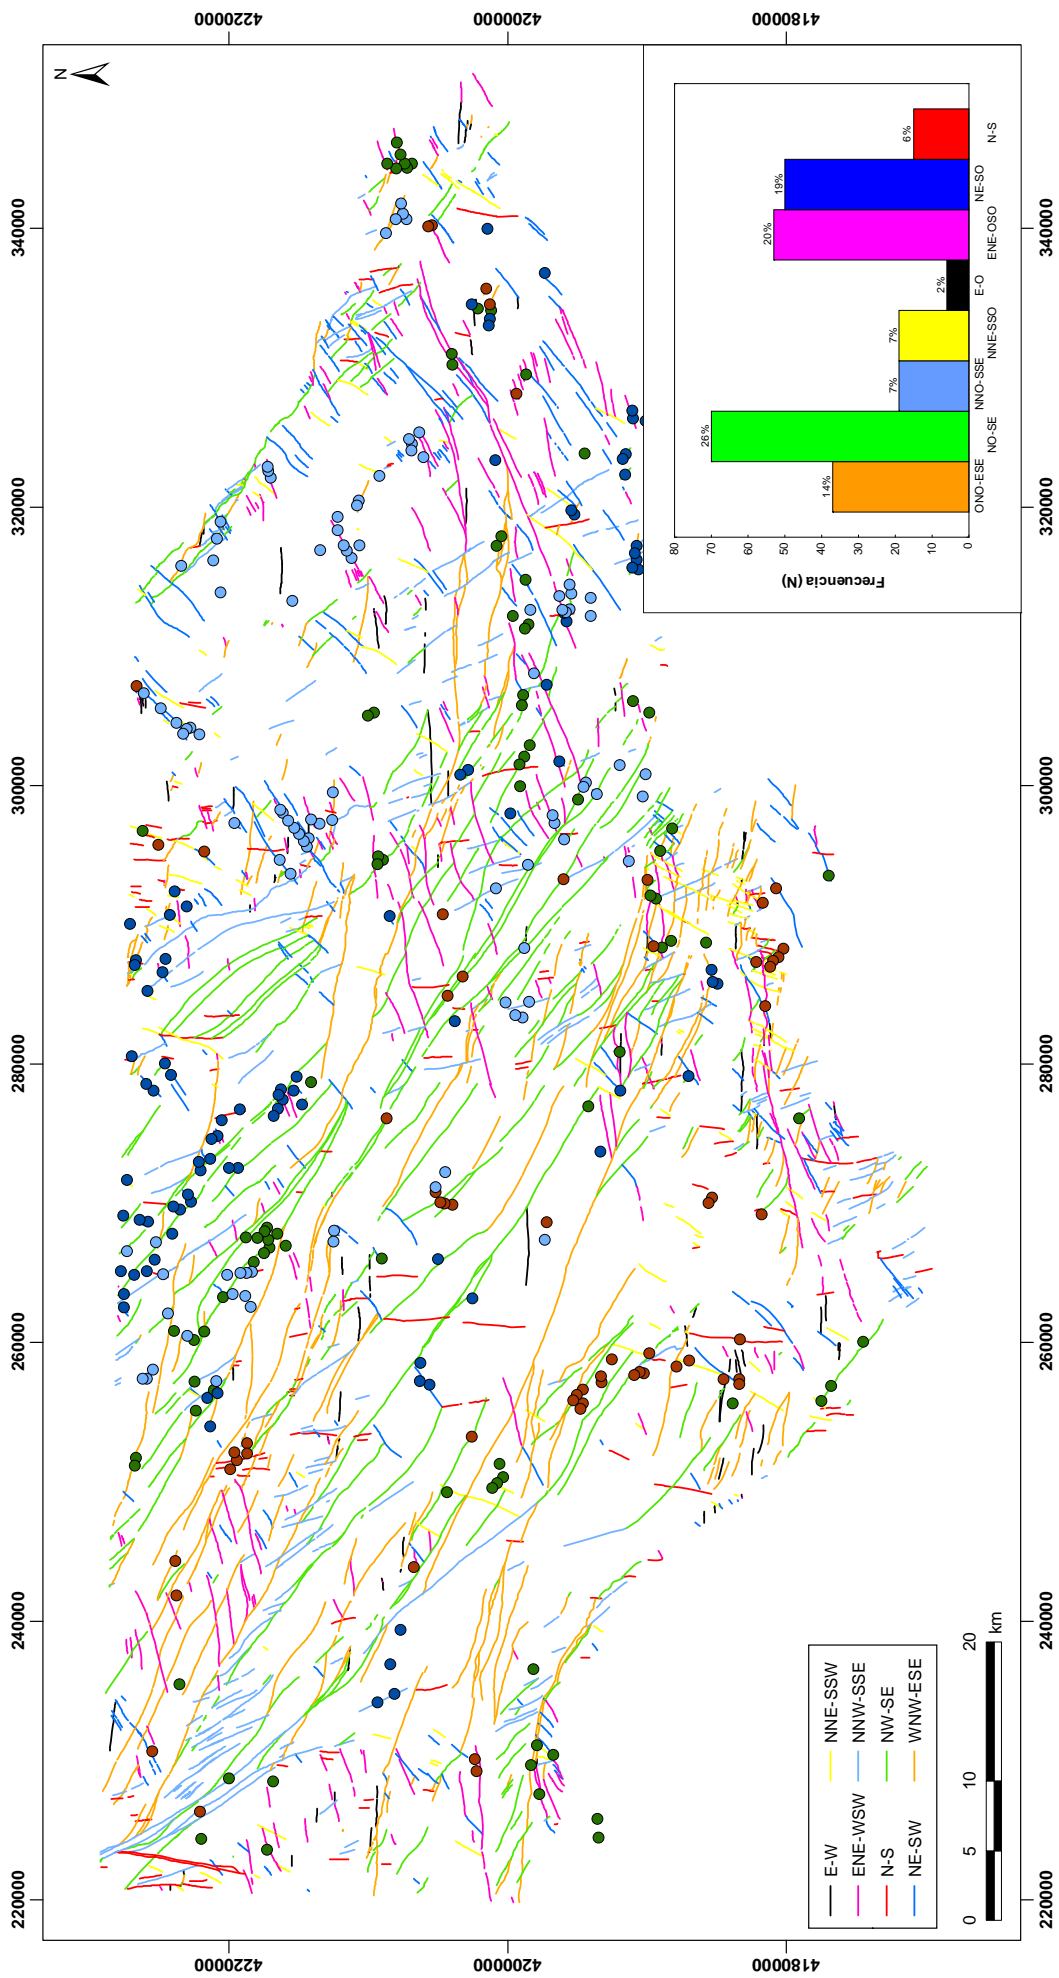 4220000
4200000
4180000
N
340000
320000
300000
280000
260000
240000
220000
340000
320000
300000
280000
260000
240000
220000
4220000
4200000
4180000
Frecuencia (N)
80
70
60
50
40
30
20
10
0
14%
26%
7%
7%
2%
20%
19%
6%
ONO-ESE
NO-SE
NNO-SSE
NNE-SSO
E-O
ENE-OSO
NE-SO
N-S
E-W
ENE-WSW
N-S
NE-SW
NNE-SSW
NNW-SSE
NW-SE
WNW-ESE
0
5
10
20
km